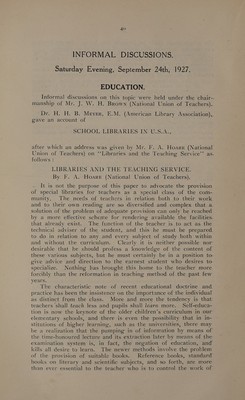 40
INFORMAL DISCUSSIONS.
Saturday Evening, September 24th, 1927.
EDUCATION.
Informal discussions on this topic were held under the chair-
manship of Mr. J. W. H. Brown (National Union of Teachers).
Dr. H. H. B. Meyer, E.M. (American Library Association),
gave an account of
SCHOOL LIBRARIES IN U.S.A.,
after which an address was given by Mr. F. A. Hoare (National
Union of Teachers) on "Libraries and the Teaching Service" as
follows :
LIBRARIES AND THE TEACHING SERVICE.
By F. A. Hoare (National Union of Teachers).
It is not the purpose of this paper to advocate the provision
of special libraries for teachers as a special class of the com-
munity. The needs of teachers in relation both to their work
and to their own reading are so diversified and complex that a
solution of the problem of adequate provision can only be reached
by a more effective scheme for rendering available the facilities
that already exist. The function of the teacher is to act as the
technical adviser of the student, and this he must be prepared
to do in relation to any and every subject of study both within
and without the curriculum. Clearly it is neither possible nor
desirable that he should profess a knowledge of the content of
these various subjects, but he must certainly be in a position to
give advice and direction to the earnest student who desires to
specialise. Nothing has brought this home to the teacher more
forcibly than the reformation in teaching method of the past few
years.
The characteristic note of recent educational doctrine and
practice has been the insistence on the importance of the individual
as distinct from the class. More and more the tendency is that
teachers shall teach less and pupils shall learn more. Self-educa-
tion is now the keynote of the older children's curriculum in our
elementary schools, and there is even the possibility that in in-
stitutions of higher learning, such as the universities, there may
be a realisation that the pumping in of information by means of
the time-honoured lecture and its extraction later by means of the
examination system is, in fact, the negation of education, and
kills all desire to learn. The newer methods involve the problem
of the provision of suitable books. Reference books, standard
books on literary and scientific subjects, and so forth, are more
than ever essential to the teacher who is to control the work of